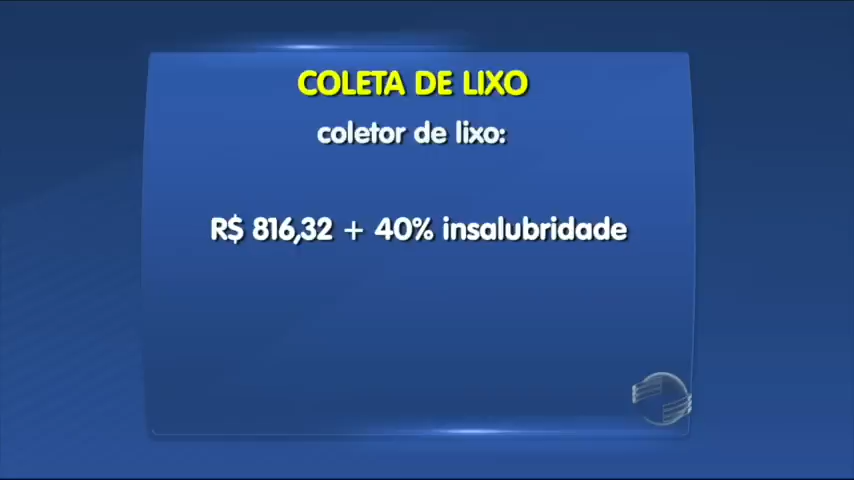 COLETA DE LIXO
coletor de lixo:
R$ 816,32 + 40% insalubridade